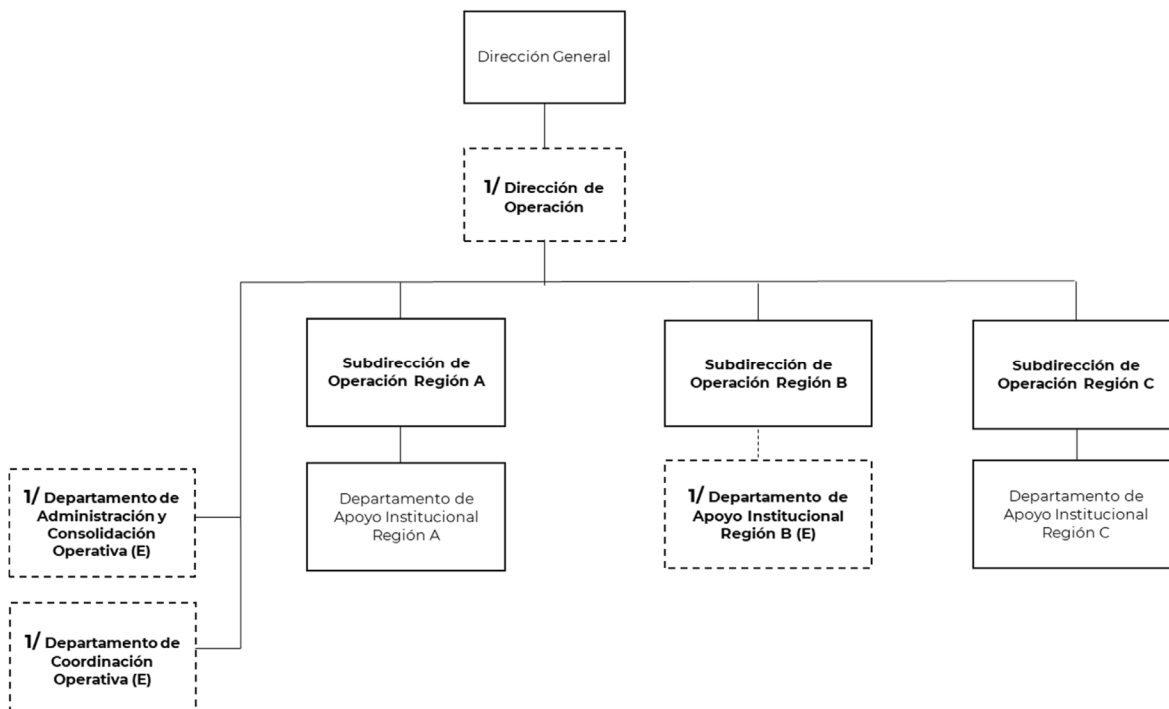 Dirección General
1/ Dirección de
Operación
Subdirección de
Operación Región A
Subdirección de
Operación Región B
Subdirección de
Operación Región C
1/ Departamento de
Administración y
Consolidación
Operativa (E)
Departamento de
Apoyo Institucional
Región A
1/ Departamento de
Apoyo Institucional
Región B (E)
Departamento de
Apoyo Institucional
Región C
1/ Departamento de
Coordinación
Operativa (E)